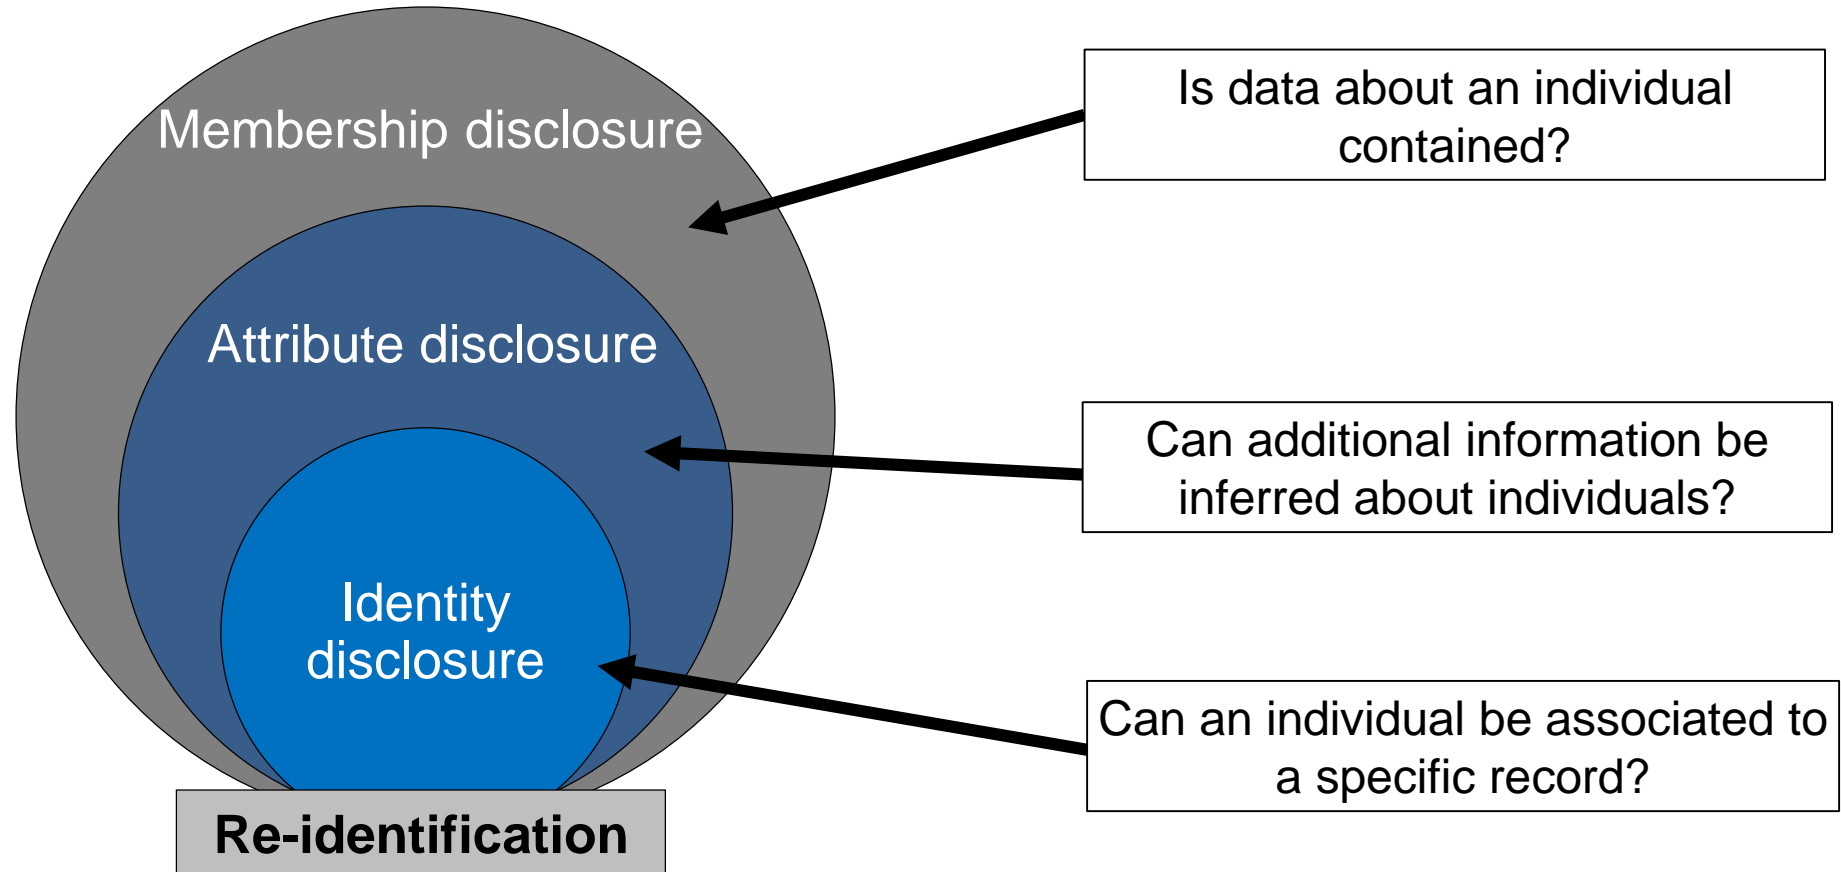 Membership disclosure
Is data about an individual
contained?
Attribute disclosure
Can additional information be
inferred about individuals?
Identity
disclosure
Can an individual be associated to
a specific record?
Re-identification